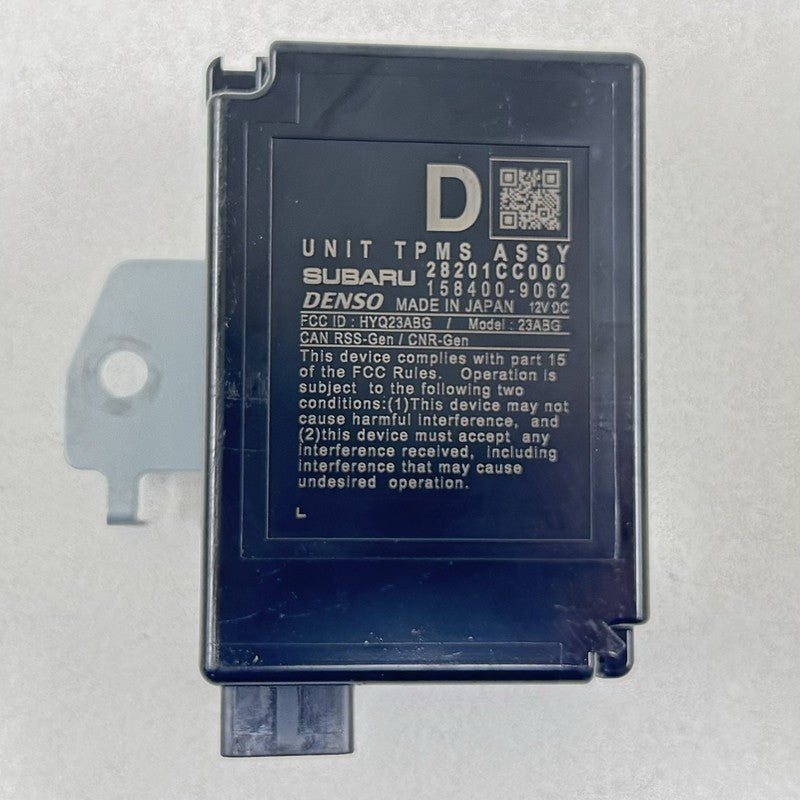 D
UNIT TPMS ASSY
SUBARU 28201CC000
158400-9062
DENSO MADE IN JAPAN 12V DC
FCC ID : HYQ23ABG / Model : 23ABG
CAN RSS-Gen / CNR-Gen
This device complies with part 15
of the FCC Rules. Operation is
subject to the following two
conditions:(1)This device may not
cause harmful interference, and
(2)this device must accept any
interference received, including
interference that may cause
undesired operation.
L